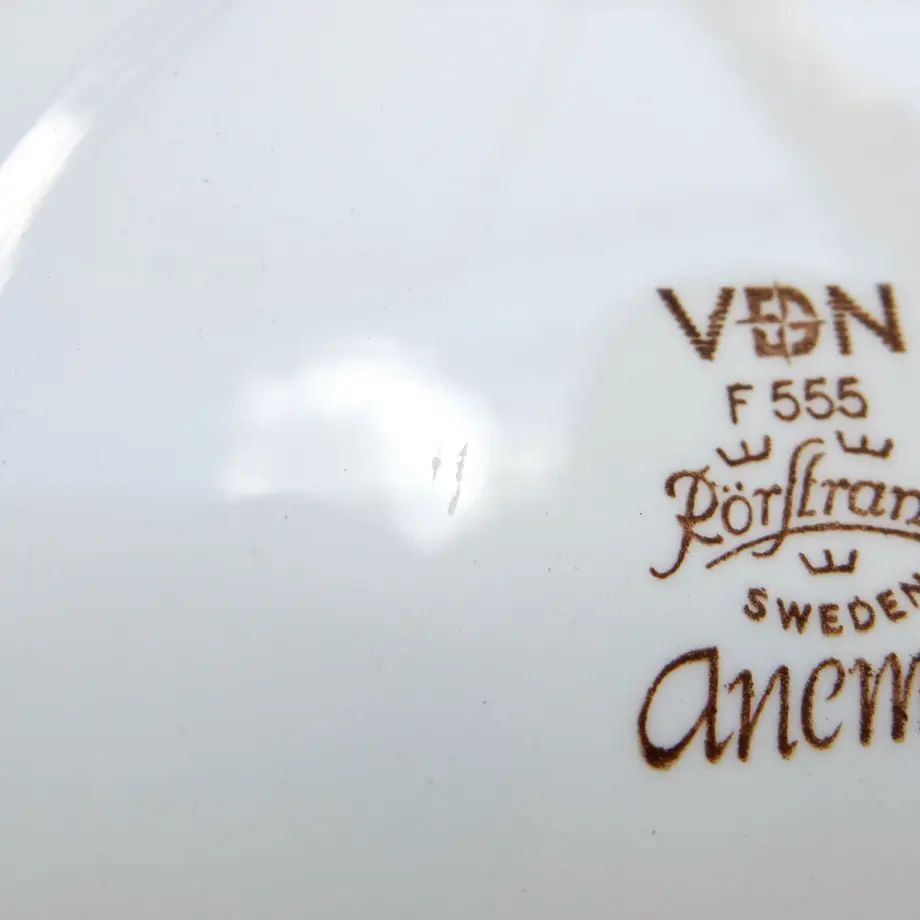 VDN
F 555
Rörstran
SWEDEN
anem